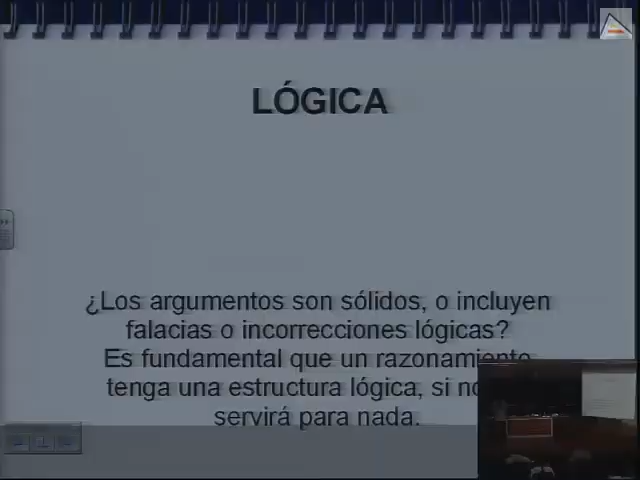 LÓGICA
¿Los argumentos son sólidos, o incluyen
falacias o incorrecciones lógicas?
Es fundamental que un razonamiento
tenga una estructura lógica, si no
servirá para nada.